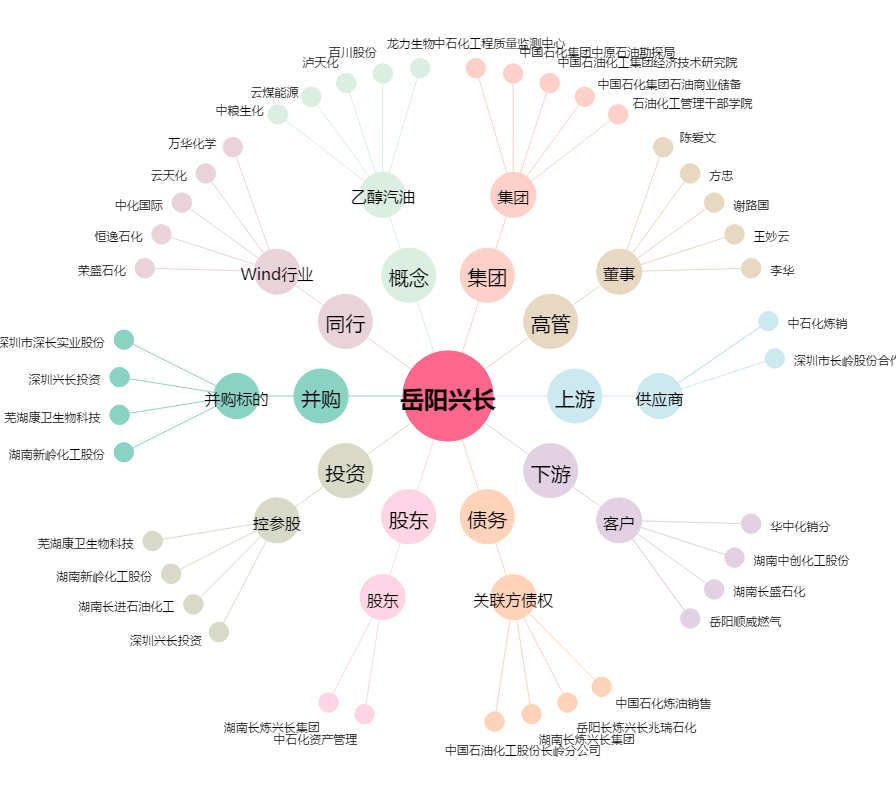 龙力生物
中石化工程质量监测中心
百川股份
中国石化集团中原石油勘探局
泸天化
中国石油化工集团经济技术研究院
云煤能源
中国石化集团石油商业储备
中粮生化
石油化工管理干部学院
万华化学
陈爱文
云天化
方忠
乙醇汽油
集团
中化国际
谢路国
恒逸石化
王妙云
荣盛石化
Wind行业
概念
集团
董事
李华
同行
高管
深圳市深长实业股份
中石化炼销
深圳兴长投资
深圳市长岭股份合作
并购标的
并购
岳阳兴长
上游
供应商
芜湖康卫生物科技
湖南新岭化工股份
投资
下游
控参股
股东
债务
客户
华中化销分
芜湖康卫生物科技
湖南中创化工股份
湖南新岭化工股份
湖南长盛石化
湖南长进石油化工
股东
关联方债权
岳阳顺威燃气
深圳兴长投资
中国石化炼油销售
湖南长炼兴长集团
岳阳长炼兴长兆瑞石化
中石化资产管理
湖南长炼兴长集团
中国石油化工股份长岭分公司